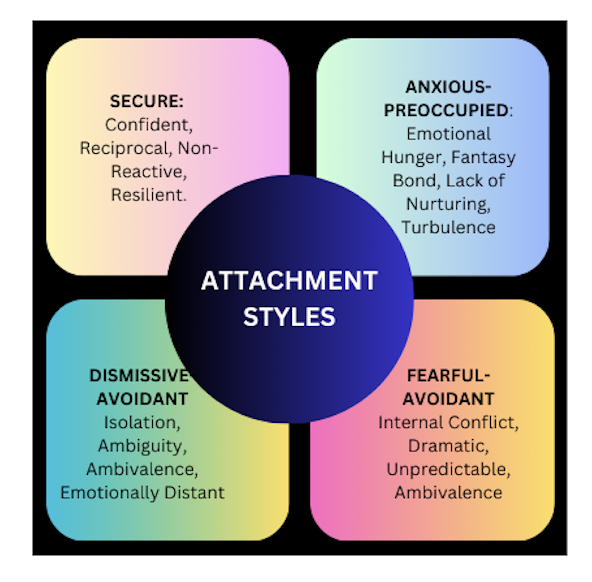 SECURE:
Confident,
Reciprocal, Non-
Reactive,
Resilient.
ANXIOUS-
PREOCCUPIED:
Emotional
Hunger, Fantasy
Bond, Lack of
Nurturing,
Turbulence
ATTACHMENT
STYLES
DISMISSIVE-
AVOIDANT
Isolation,
Ambiguity,
Ambivalence,
Emotionally Distant
FEARFUL-
AVOIDANT
Internal Conflict,
Dramatic,
Unpredictable,
Ambivalence